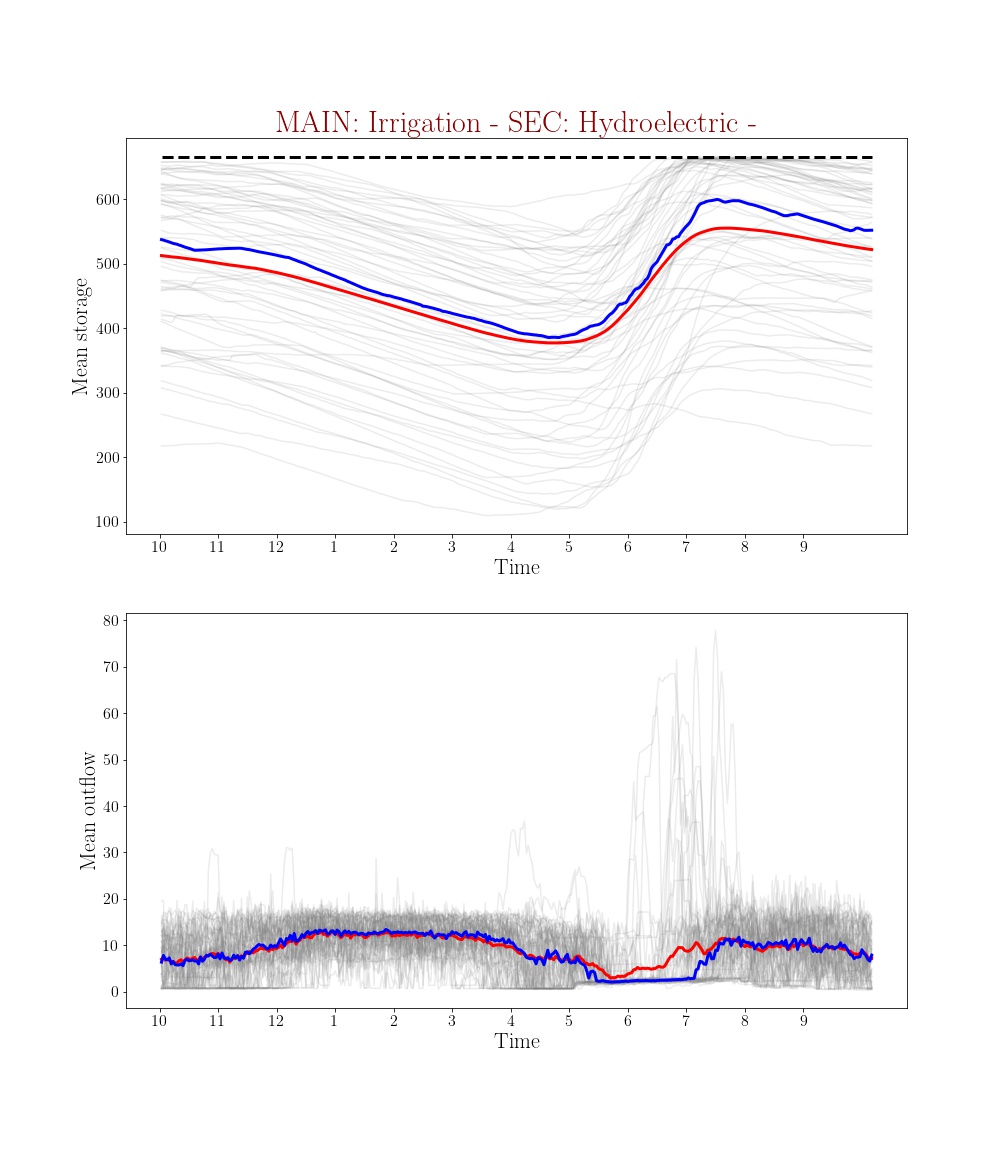 MAIN: Irrigation - SEC: Hydroelectric -
Mean storage
600
500
400
300
200
100
10 11 12 1 2 3 4 5 6 7 8 9
Time
Mean outflow
80
70
60
50
40
30
20
10
0
10 11 12 1 2 3 4 5 6 7 8 9
Time